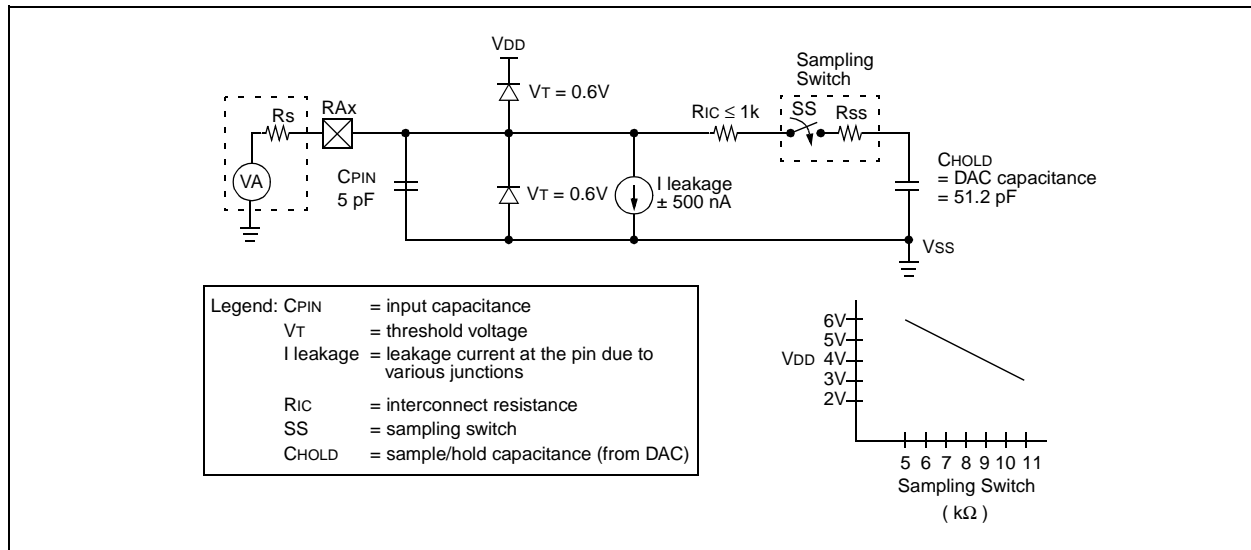 VDD
Sampling
Switch
VT = 0.6V
RAx
Rs
RIC ≤ 1k
SS
RSS
VA
CPIN
5 pF
VT = 0.6V
I leakage
± 500 nA
CHOLD
= DAC capacitance
= 51.2 pF
VSS
Legend: CPIN = input capacitance
VT = threshold voltage
I leakage = leakage current at the pin due to
various junctions
RIC = interconnect resistance
SS = sampling switch
CHOLD = sample/hold capacitance (from DAC)
6V
5V
VDD
4V
3V
2V
5 6 7 8 9 10 11
Sampling Switch
( kΩ )